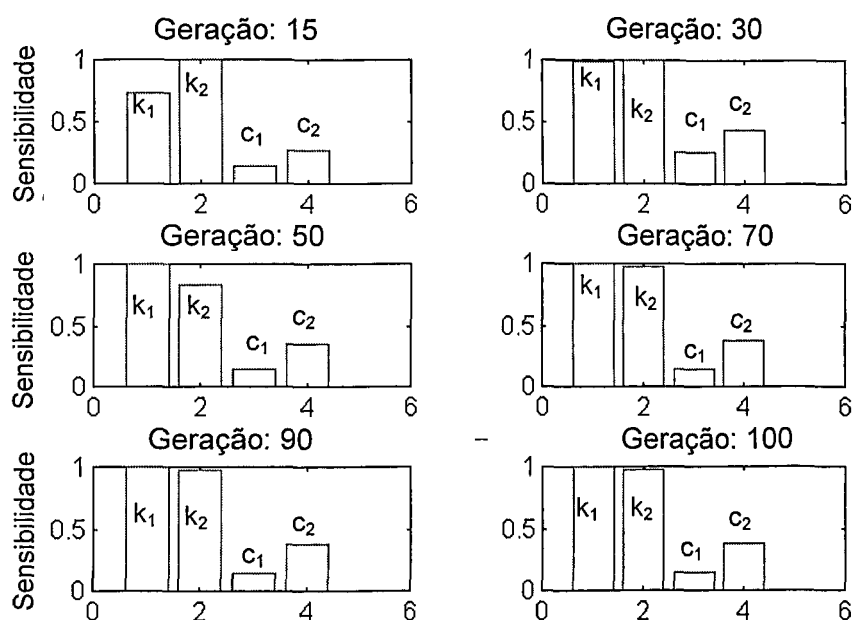 Geração: 15
Sensibilidade
1
0.5
0
k1
k2
c1
c2
0 2 4 6
Geração: 30
1
0.5
0
k1
k2
c1
c2
0 2 4 6
Geração: 50
Sensibilidade
1
0.5
0
k1
k2
c1
c2
0 2 4 6
Geração: 70
1
0.5
0
k1
k2
c1
c2
0 2 4 6
Geração: 90
Sensibilidade
1
0.5
0
k1
k2
c1
c2
0 2 4 6
Geração: 100
1
0.5
0
k1
k2
c1
c2
0 2 4 6